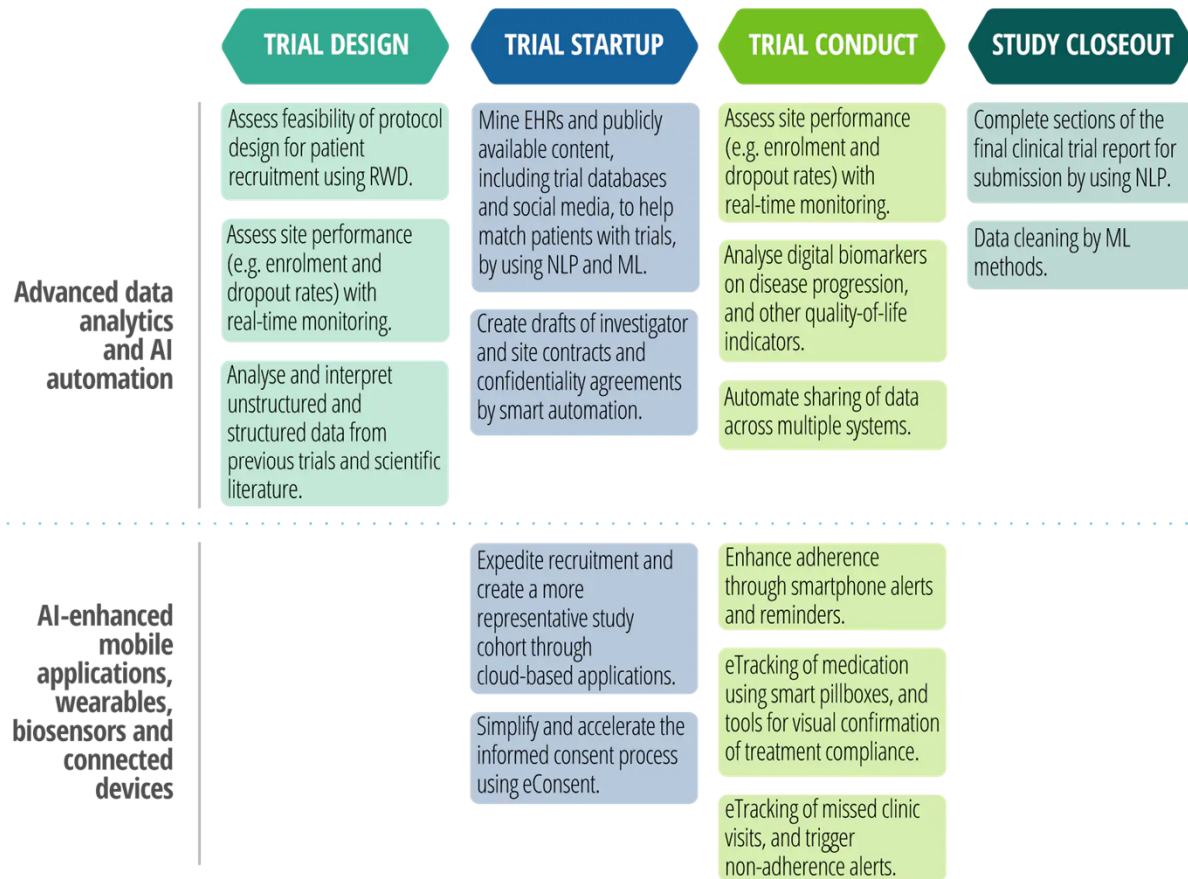 TRIAL DESIGN
TRIAL STARTUP
TRIAL CONDUCT
STUDY CLOSEOUT
Advanced data
analytics
and AI
automation
Assess feasibility of protocol
design for patient
recruitment using RWD.
Assess site performance
(e.g. enrolment and
dropout rates) with
real-time monitoring.
Analyse and interpret
unstructured and
structured data from
previous trials and scientific
literature.
Mine EHRs and publicly
available content,
including trial databases
and social media, to help
match patients with trials,
by using NLP and ML.
Create drafts of investigator
and site contracts and
confidentiality agreements
by smart automation.
Assess site performance
(e.g. enrolment and
dropout rates) with
real-time monitoring.
Analyse digital biomarkers
on disease progression,
and other quality-of-life
indicators.
Automate sharing of data
across multiple systems.
Complete sections of the
final clinical trial report for
submission by using NLP.
Data cleaning by ML
methods.
AI-enhanced
mobile
applications,
wearables,
biosensors and
connected
devices
Expedite recruitment and
create a more
representative study
cohort through
cloud-based applications.
Simplify and accelerate the
informed consent process
using eConsent.
Enhance adherence
through smartphone alerts
and reminders.
eTracking of medication
using smart pillboxes, and
tools for visual confirmation
of treatment compliance.
eTracking of missed clinic
visits, and trigger
non-adherence alerts.